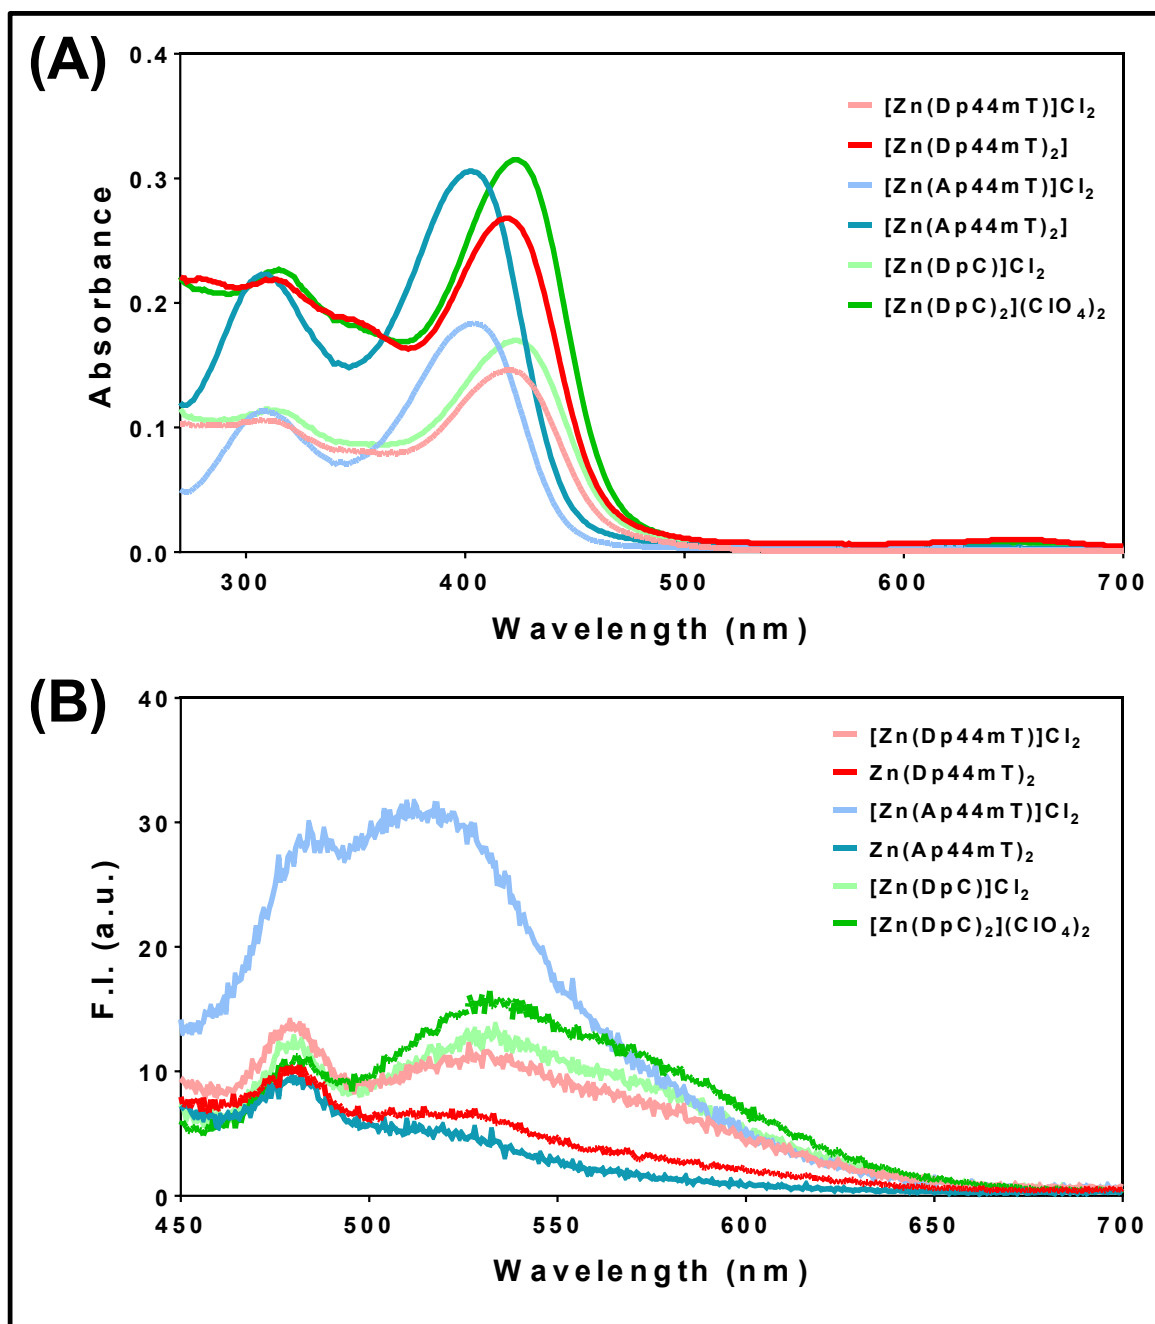 (A)
0.4
0.3
0.2
0.1
0.0
Absorbance
[Zn(Dp44mT)]Cl₂
[Zn(Dp44mT)₂]
[Zn(Ap44mT)]Cl₂
[Zn(Ap44mT)₂]
[Zn(DpC)]Cl₂
[Zn(DpC)₂](ClO₄)₂
300 400 500 600 700
Wavelength (nm)
(B)
40
30
20
10
0
F.I. (a.u.)
[Zn(Dp44mT)]Cl₂
Zn(Dp44mT)₂
[Zn(Ap44mT)]Cl₂
Zn(Ap44mT)₂
[Zn(DpC)]Cl₂
[Zn(DpC)₂](ClO₄)₂
450 500 550 600 650 700
Wavelength (nm)